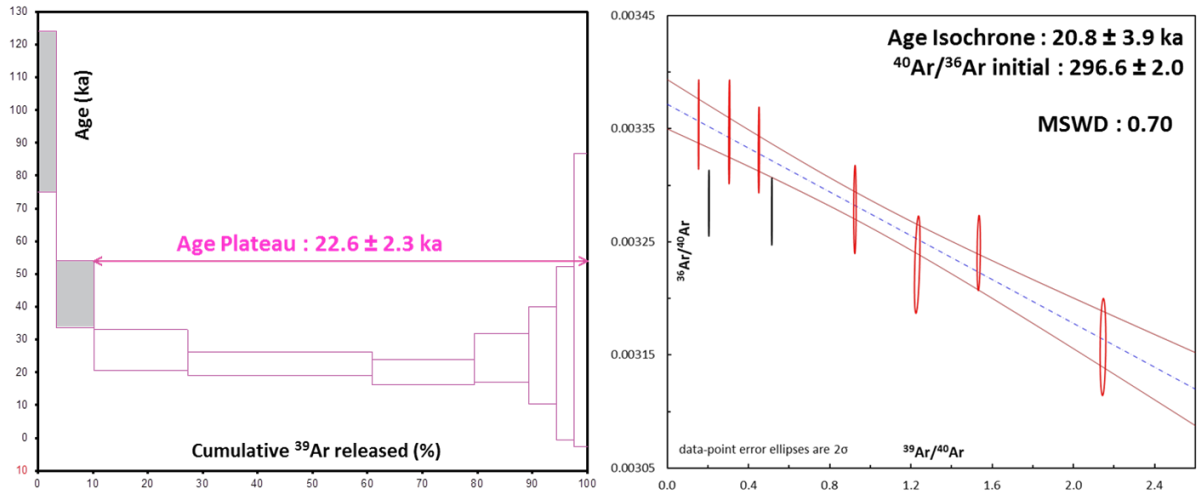 130
120
110
100
90
80
70
60
50
40
30
20
10
0
10
Age (ka)
Age Plateau : 22.6 ± 2.3 ka
Cumulative ³⁹Ar released (%)
0 10 20 30 40 50 60 70 80 90 100
0.00345
0.00335
0.00325
0.00315
0.00305
³⁶Ar/⁴⁰Ar
Age Isochrone : 20.8 ± 3.9 ka
⁴⁰Ar/³⁶Ar initial : 296.6 ± 2.0
MSWD : 0.70
data-point error ellipses are 2σ
³⁹Ar/⁴⁰Ar
0.0 0.4 0.8 1.2 1.6 2.0 2.4